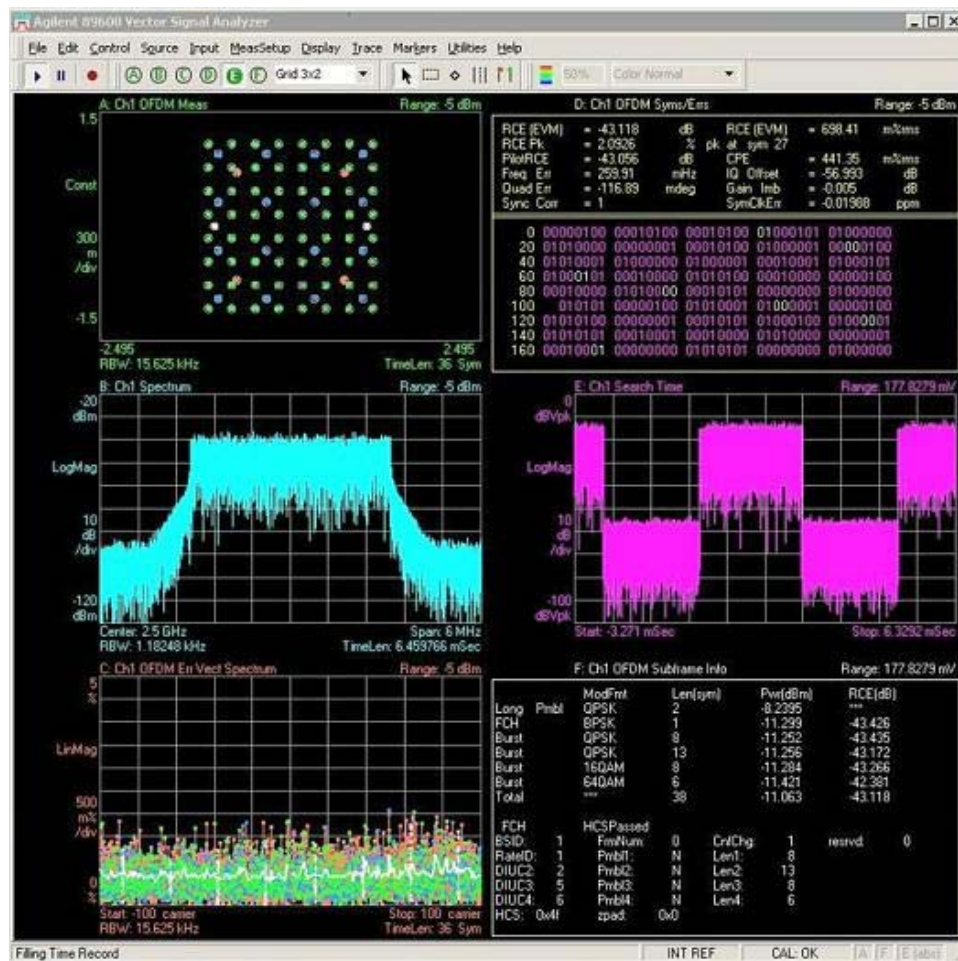 Agilent 89600 Vector Signal Analyzer
File Edit Control Source Input MeasSetup Display Trace Markers Utilities Help
A B C D E F Grid 3x2 50% Color Normal
A: Ch1 OFDM Meas Range: -5 dBm
1.5
Const
300
m
/div
-1.5
-2.495 2.495
RBW: 15.625 kHz TimeLen: 36 Sym
D: Ch1 OFDM Syms/Errs Range: -5 dBm
RCE (EVM) = -43.118 dB RCE (EVM) = 698.41 m%rms
RCE Pk = 2.0926 % pk at sym 27
PilotRCE = -43.056 dB CPE = 441.35 m%rms
Freq Err = 259.91 mHz IQ Offset = -56.993 dB
Quad Err = -116.89 mdeg Gain Imb = -0.005 dB
Sync Corr = 1 SymClkErr = -0.01988 ppm
0 00000100 00010100 00010100 01000101 01000000
20 01010000 00000001 00010100 01010001 01000100
40 01010001 01010000 01000000 01000000 01010001
60 01000101 00010000 01010000 01010001 00010101
80 00010000 01010000 01010001 01010000 01000000
100 010101 00000100 01010001 01000001 00000100
120 01010100 00000001 00010101 01000100 01000001
140 01010101 01000000 01010001 00010101 01010001
160 00010001 00000000 01010101 00000000 01000000
B: Ch1 Spectrum Range: -5 dBm
-20
dBm
LogMag
10
dB
/div
-120
dBm
Center: 2.5 GHz Span: 6 MHz
RBW: 1.18248 kHz TimeLen: 6.459766 mSec
E: Ch1 Search Time Range: 177.8279 mV
0
dBVpk
LogMag
10
dB
/div
-100
dBVpk
Start: -3.271 mSec Stop: 6.3292 mSec
C: Ch1 OFDM Err Vect Spectrum Range: -5 dBm
5
%
LinMag
500
m%
/div
0
%
Start: -100 carrier Stop: 100 carrier
RBW: 15.625 kHz TimeLen: 36 Sym
F: Ch1 OFDM Subframe Info Range: 177.8279 mV
ModFmt Len(sym) Pwr(dBm) RCE(dB)
Long Pmbl QPSK 2 -8.2395 ***
FCH BPSK 1 -11.299 -43.426
Burst QPSK 8 -11.252 -43.435
Burst QPSK 13 -11.256 -43.172
Burst 16QAM 8 -11.284 -43.266
Burst 64QAM 6 -11.421 -42.381
Total *** 38 -11.063 -43.118
FCH HCSPassed
BSID: 1 FrmNum: 0 CnfChg: 1 resrvd: 0
RateID: 1 Pmbl1: N Len1: 8
DIUC2: 2 Pmbl2: N Len2: 13
DIUC3: 5 Pmbl3: N Len3: 8
DIUC4: 6 Pmbl4: N Len4: 6
HCS: 0x4f zpad: 0x0
Filling Time Record INT REF CAL: OK A F E (abs)